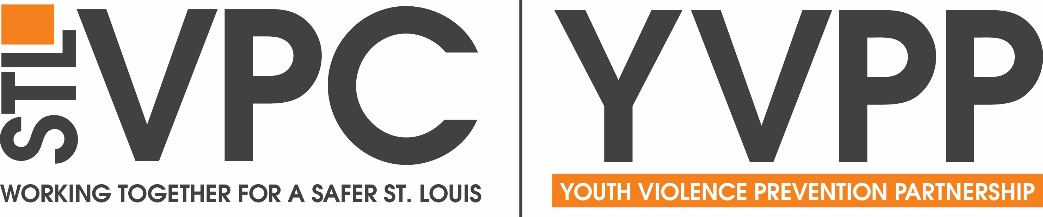 STL VPC
WORKING TOGETHER FOR A SAFER ST. LOUIS
YVPP
YOUTH VIOLENCE PREVENTION PARTNERSHIP